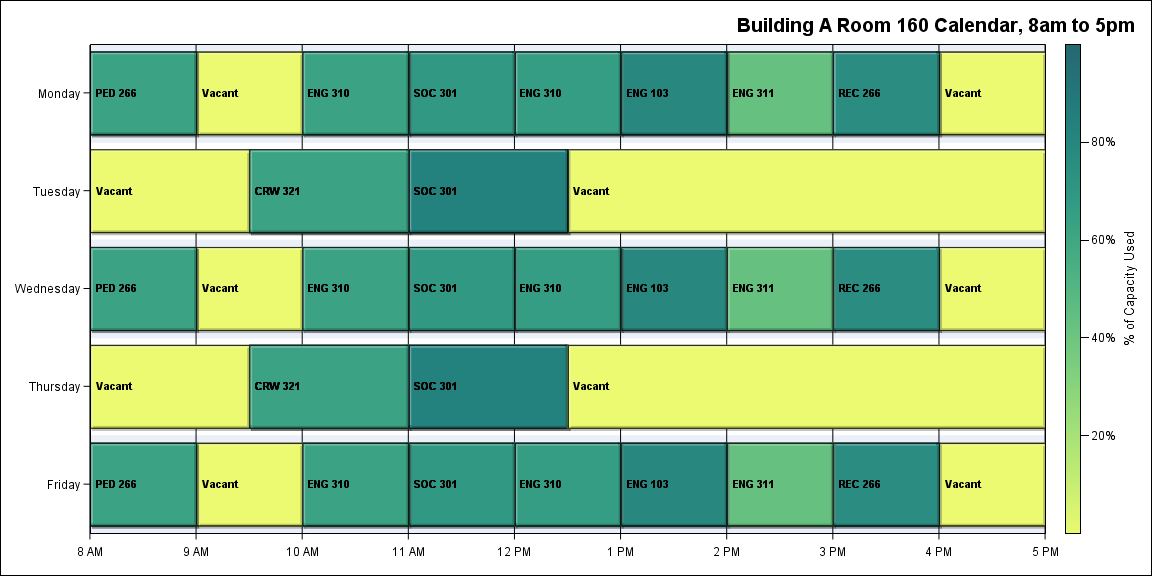 Building A Room 160 Calendar, 8am to 5pm
Monday
PED 266
Vacant
ENG 310
SOC 301
ENG 310
ENG 103
ENG 311
REC 266
Vacant
Tuesday
Vacant
CRW 321
SOC 301
Vacant
Wednesday
PED 266
Vacant
ENG 310
SOC 301
ENG 310
ENG 103
ENG 311
REC 266
Vacant
Thursday
Vacant
CRW 321
SOC 301
Vacant
Friday
PED 266
Vacant
ENG 310
SOC 301
ENG 310
ENG 103
ENG 311
REC 266
Vacant
8 AM
9 AM
10 AM
11 AM
12 PM
1 PM
2 PM
3 PM
4 PM
5 PM
80%
60%
40%
20%
% of Capacity Used